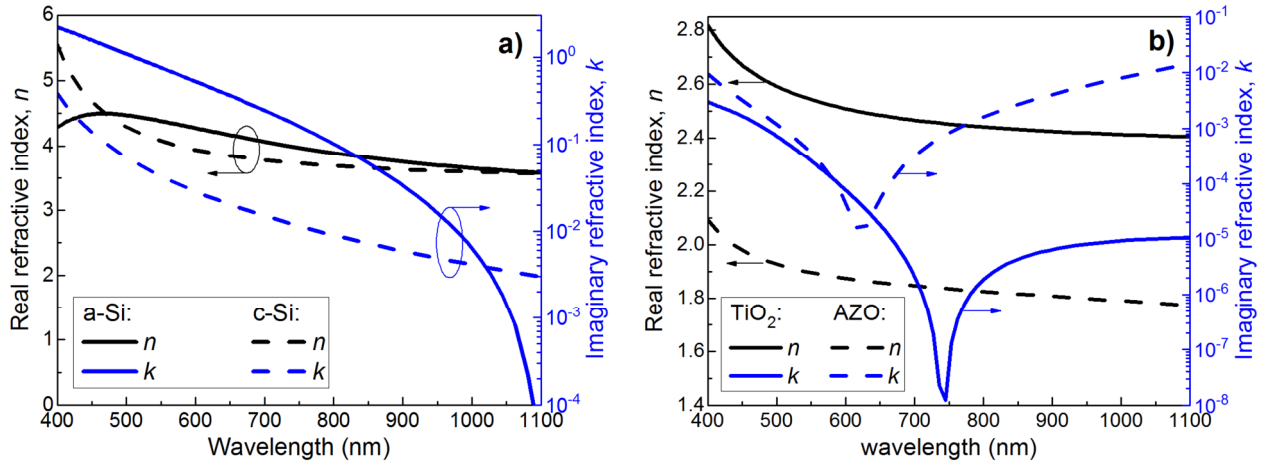 a)
Real refractive index, n
6
5
4
3
2
1
0
400 500 600 700 800 900 1000 1100
Wavelength (nm)
10⁰
10⁻¹
10⁻²
10⁻³
10⁻⁴
Imaginary refractive index, k
a-Si: c-Si:
n n
k k
b)
Real refractive index, n
2.8
2.6
2.4
2.2
2.0
1.8
1.6
1.4
400 500 600 700 800 900 1000 1100
wavelength (nm)
10⁻¹
10⁻²
10⁻³
10⁻⁴
10⁻⁵
10⁻⁶
10⁻⁷
10⁻⁸
Imaginary refractive index, k
TiO₂: AZO:
n n
k k